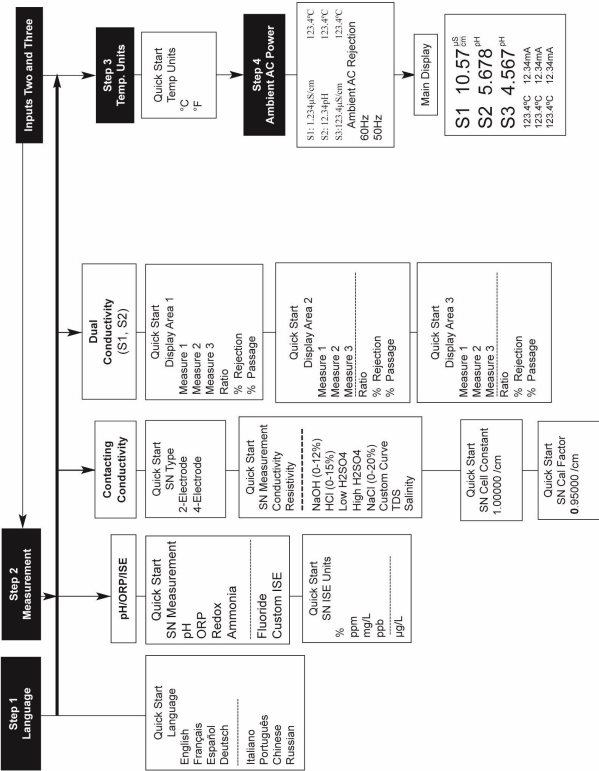 Step 1
Language
Quick Start
Language
English
Français
Español
Deutsch
Italiano
Português
Chinese
Russian
Step 2
Measurement
pH/ORP/ISE
Quick Start
SN Measurement
pH
ORP
Redox
Ammonia
Fluoride
Custom ISE
Quick Start
SN ISE Units
%
ppm
mg/L
ppb
µg/L
Contacting
Conductivity
Quick Start
SN Type
2-Electrode
4-Electrode
Quick Start
SN Measurement
Conductivity
Resistivity
NaOH (0-12%)
HCl (0-15%)
Low H2SO4
High H2SO4
NaCl (0-20%)
Custom Curve
TDS
Salinity
Quick Start
SN Cell Constant
1.00000 /cm
Quick Start
SN Cal Factor
0.95000 /cm
Dual
Conductivity
(S1, S2)
Quick Start
Display Area 1
Measure 1
Measure 2
Measure 3
Ratio
% Rejection
% Passage
Quick Start
Display Area 2
Measure 1
Measure 2
Measure 3
Ratio
% Rejection
% Passage
Quick Start
Display Area 3
Measure 1
Measure 2
Measure 3
Ratio
% Rejection
% Passage
Inputs Two and Three
Step 3
Temp. Units
Quick Start
Temp Units
°C
°F
Step 4
Ambient AC Power
S1: 1.234µS/cm 123.4ºC
S2: 12.34pH 123.4ºC
S3:123.4µS/cm 123.4ºC
Ambient AC Rejection
60Hz
50Hz
Main Display
S1 10.57 µS cm
S2 5.678 pH
S3 4.567 pH
123.4ºC 12.34mA 12.34mA
123.4ºC 12.34mA 12.34mA